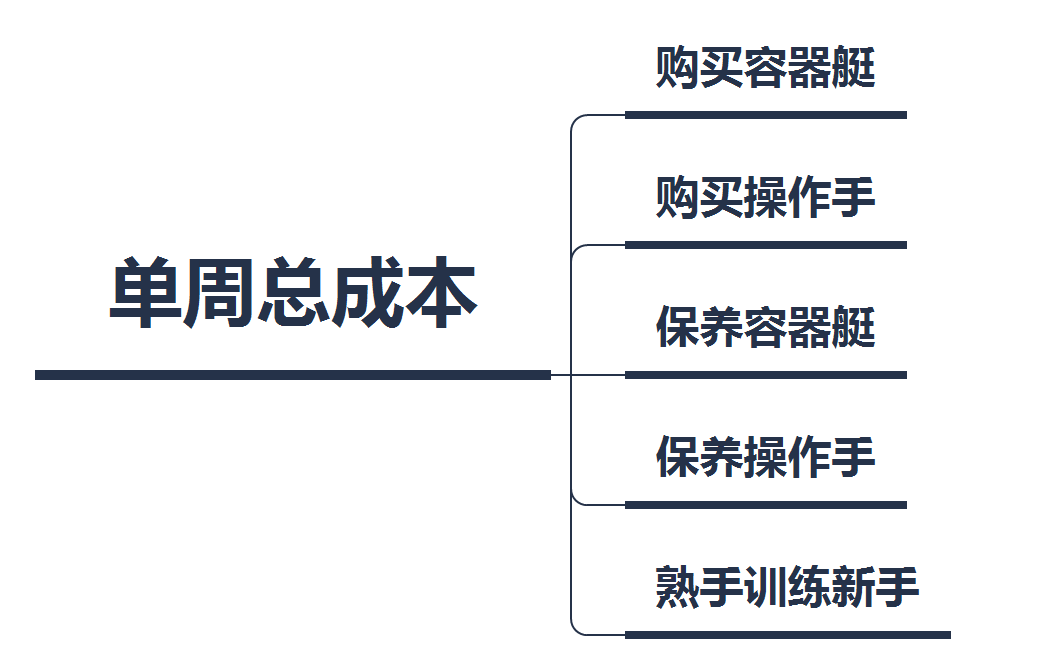 购买容器艇
购买操作手
单周总成本
保养容器艇
保养操作手
熟手训练新手